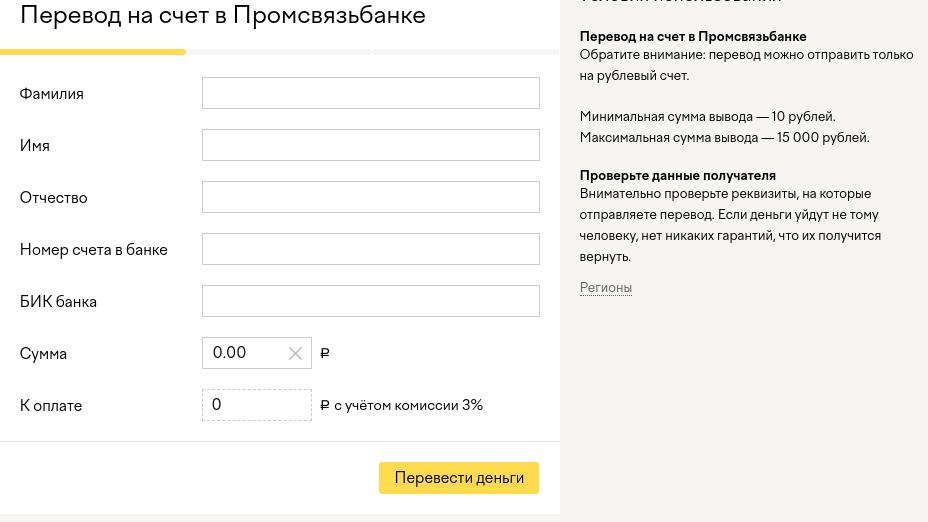 Перевод на счет в Промсвязьбанке
Фамилия
Имя
Отчество
Номер счета в банке
БИК банка
Сумма
0.00
₽
К оплате
0
₽ с учётом комиссии 3%
Перевести деньги
Перевод на счет в Промсвязьбанке
Обратите внимание: перевод можно отправить только
на рублевый счет.
Минимальная сумма вывода — 10 рублей.
Максимальная сумма вывода — 15 000 рублей.
Проверьте данные получателя
Внимательно проверьте реквизиты, на которые
отправляете перевод. Если деньги уйдут не тому
человеку, нет никаких гарантий, что их получится
вернуть.
Регионы